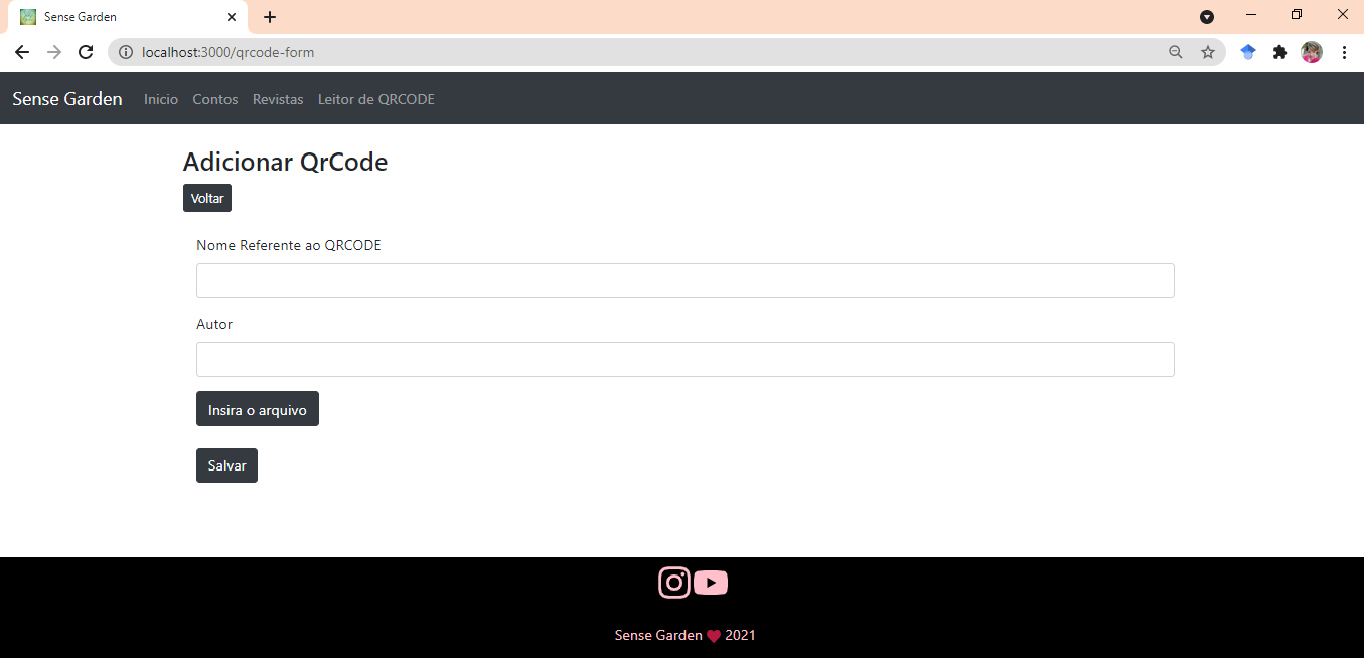 Sense Garden
localhost:3000/qrcode-form
Sense Garden Inicio Contos Revistas Leitor de QRCODE
Adicionar QrCode
Voltar
Nome Referente ao QRCODE
Autor
Insira o arquivo
Salvar
Sense Garden ♥ 2021